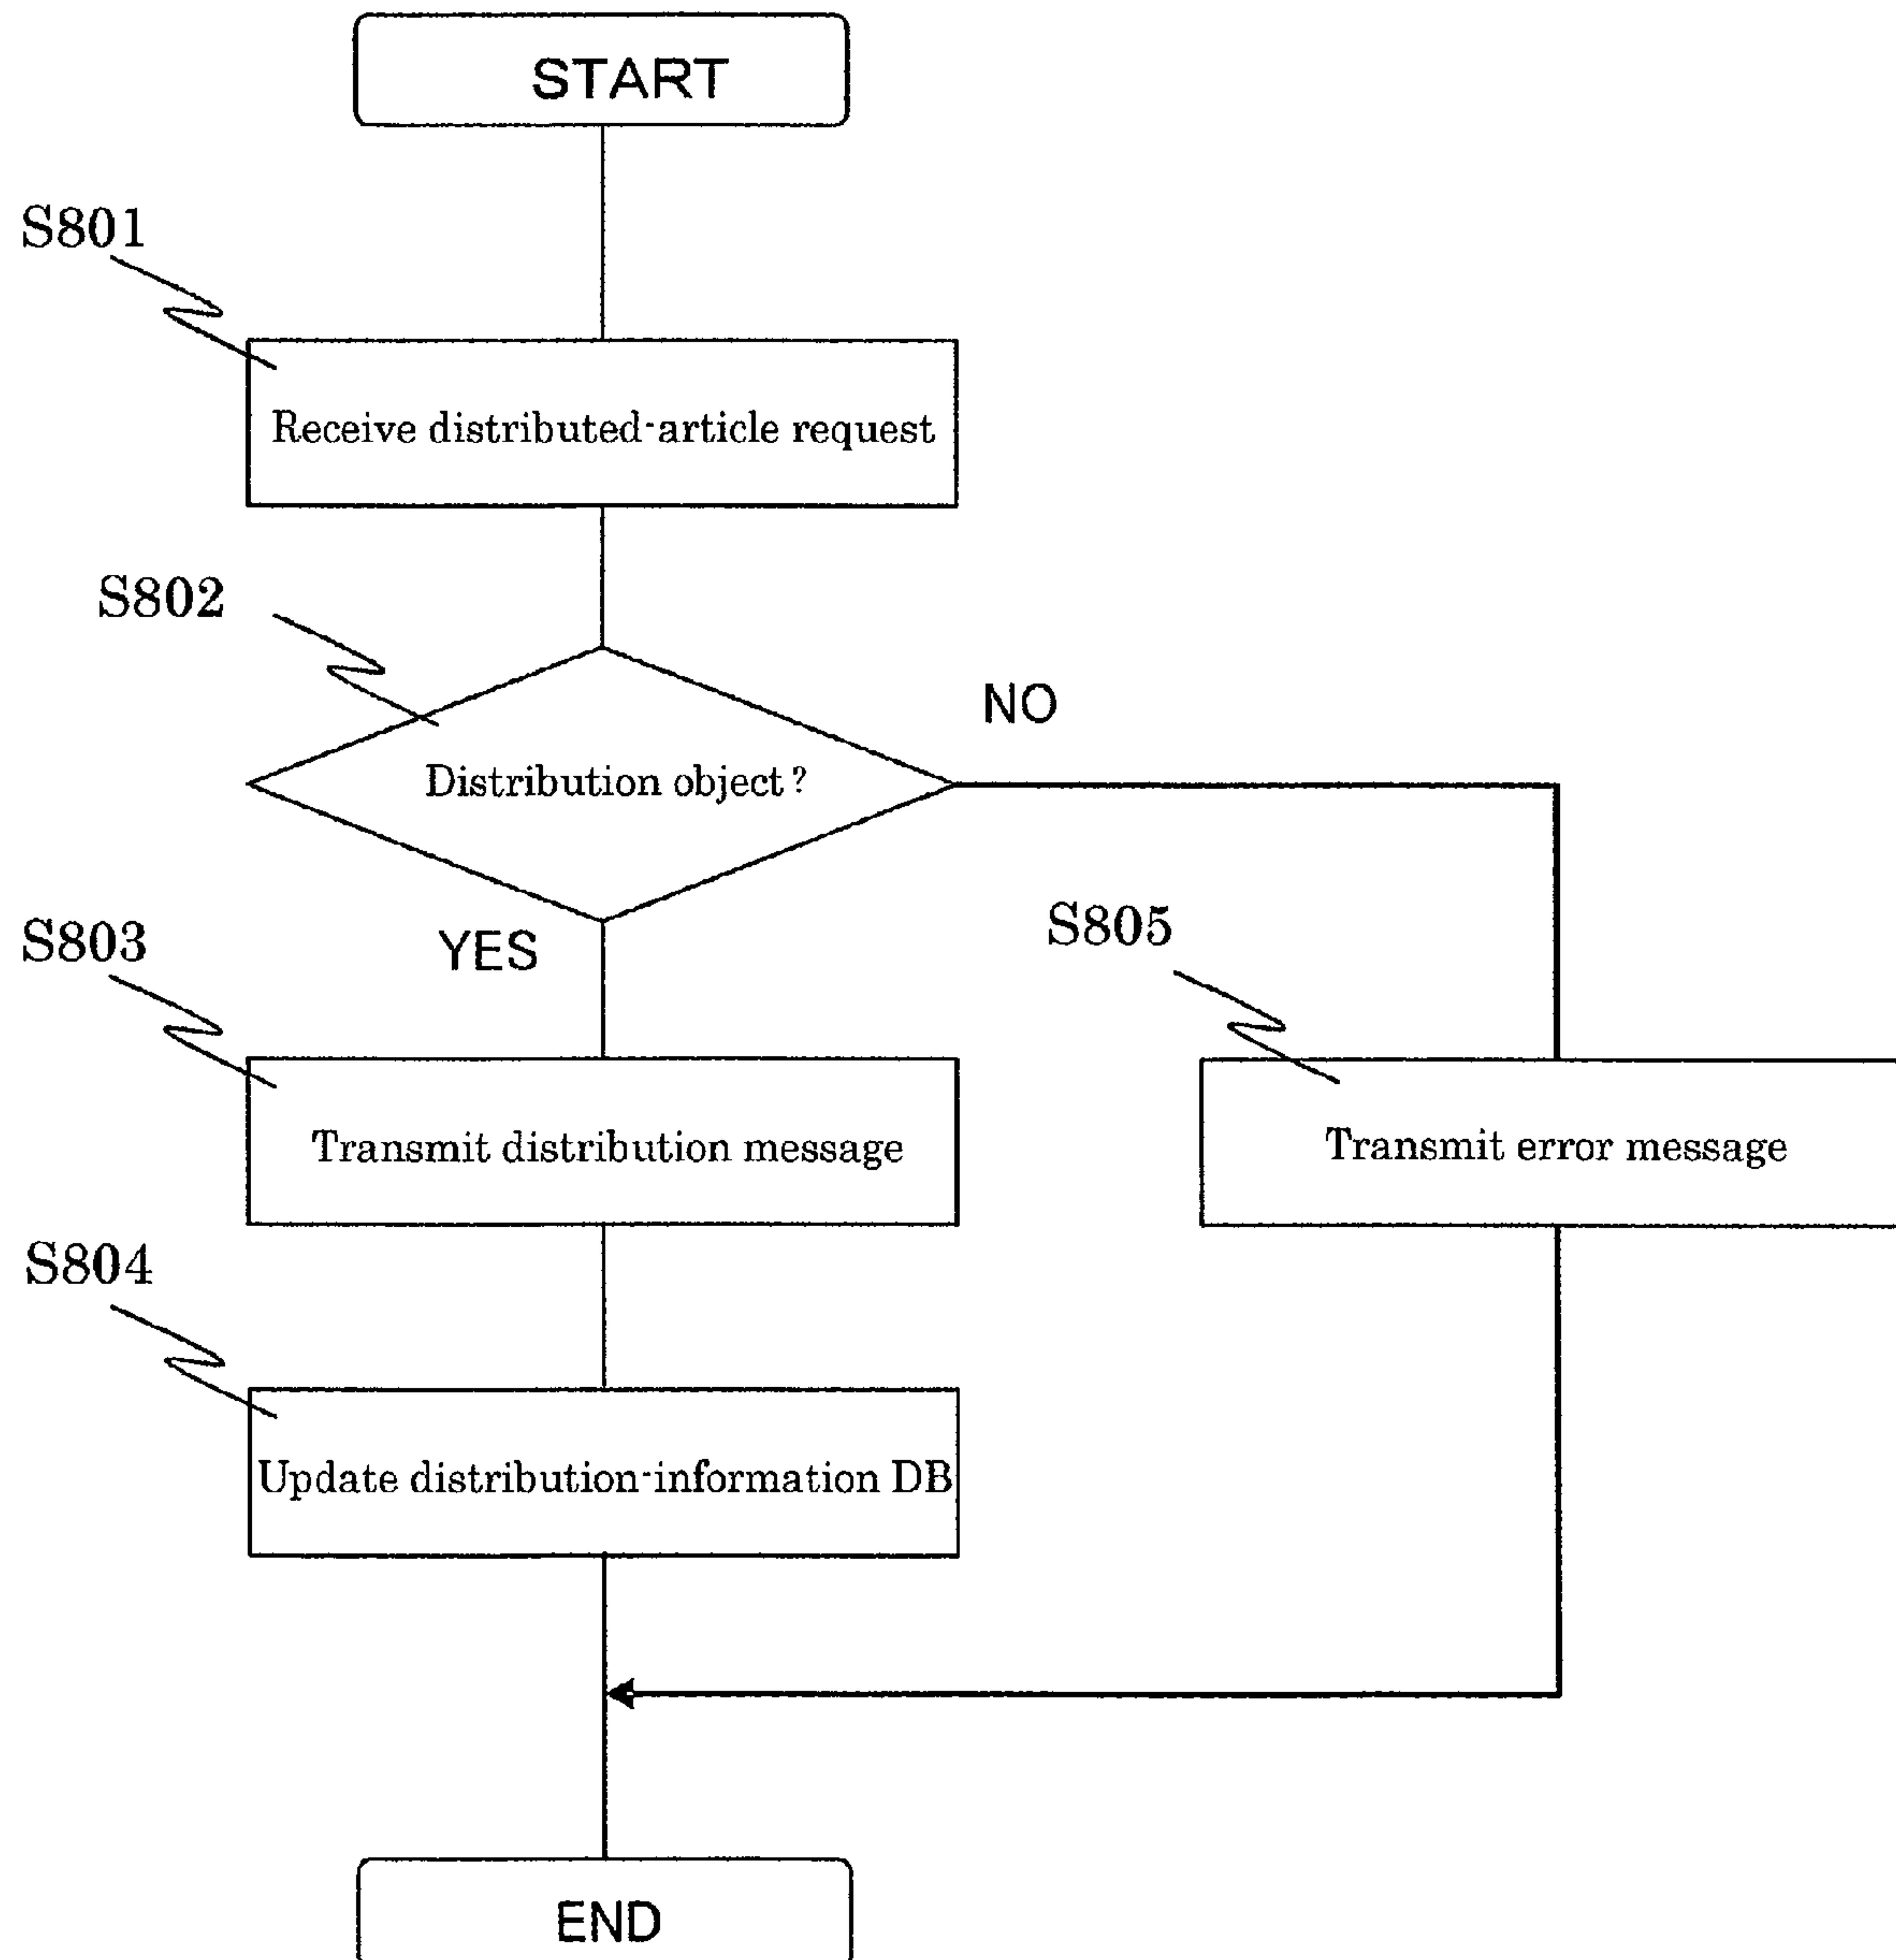 START
S801
Receive distributed-article request
S802
NO
Distribution object?
YES
S803
S805
Transmit distribution message
Transmit error message
S804
Update distribution-information DB
END